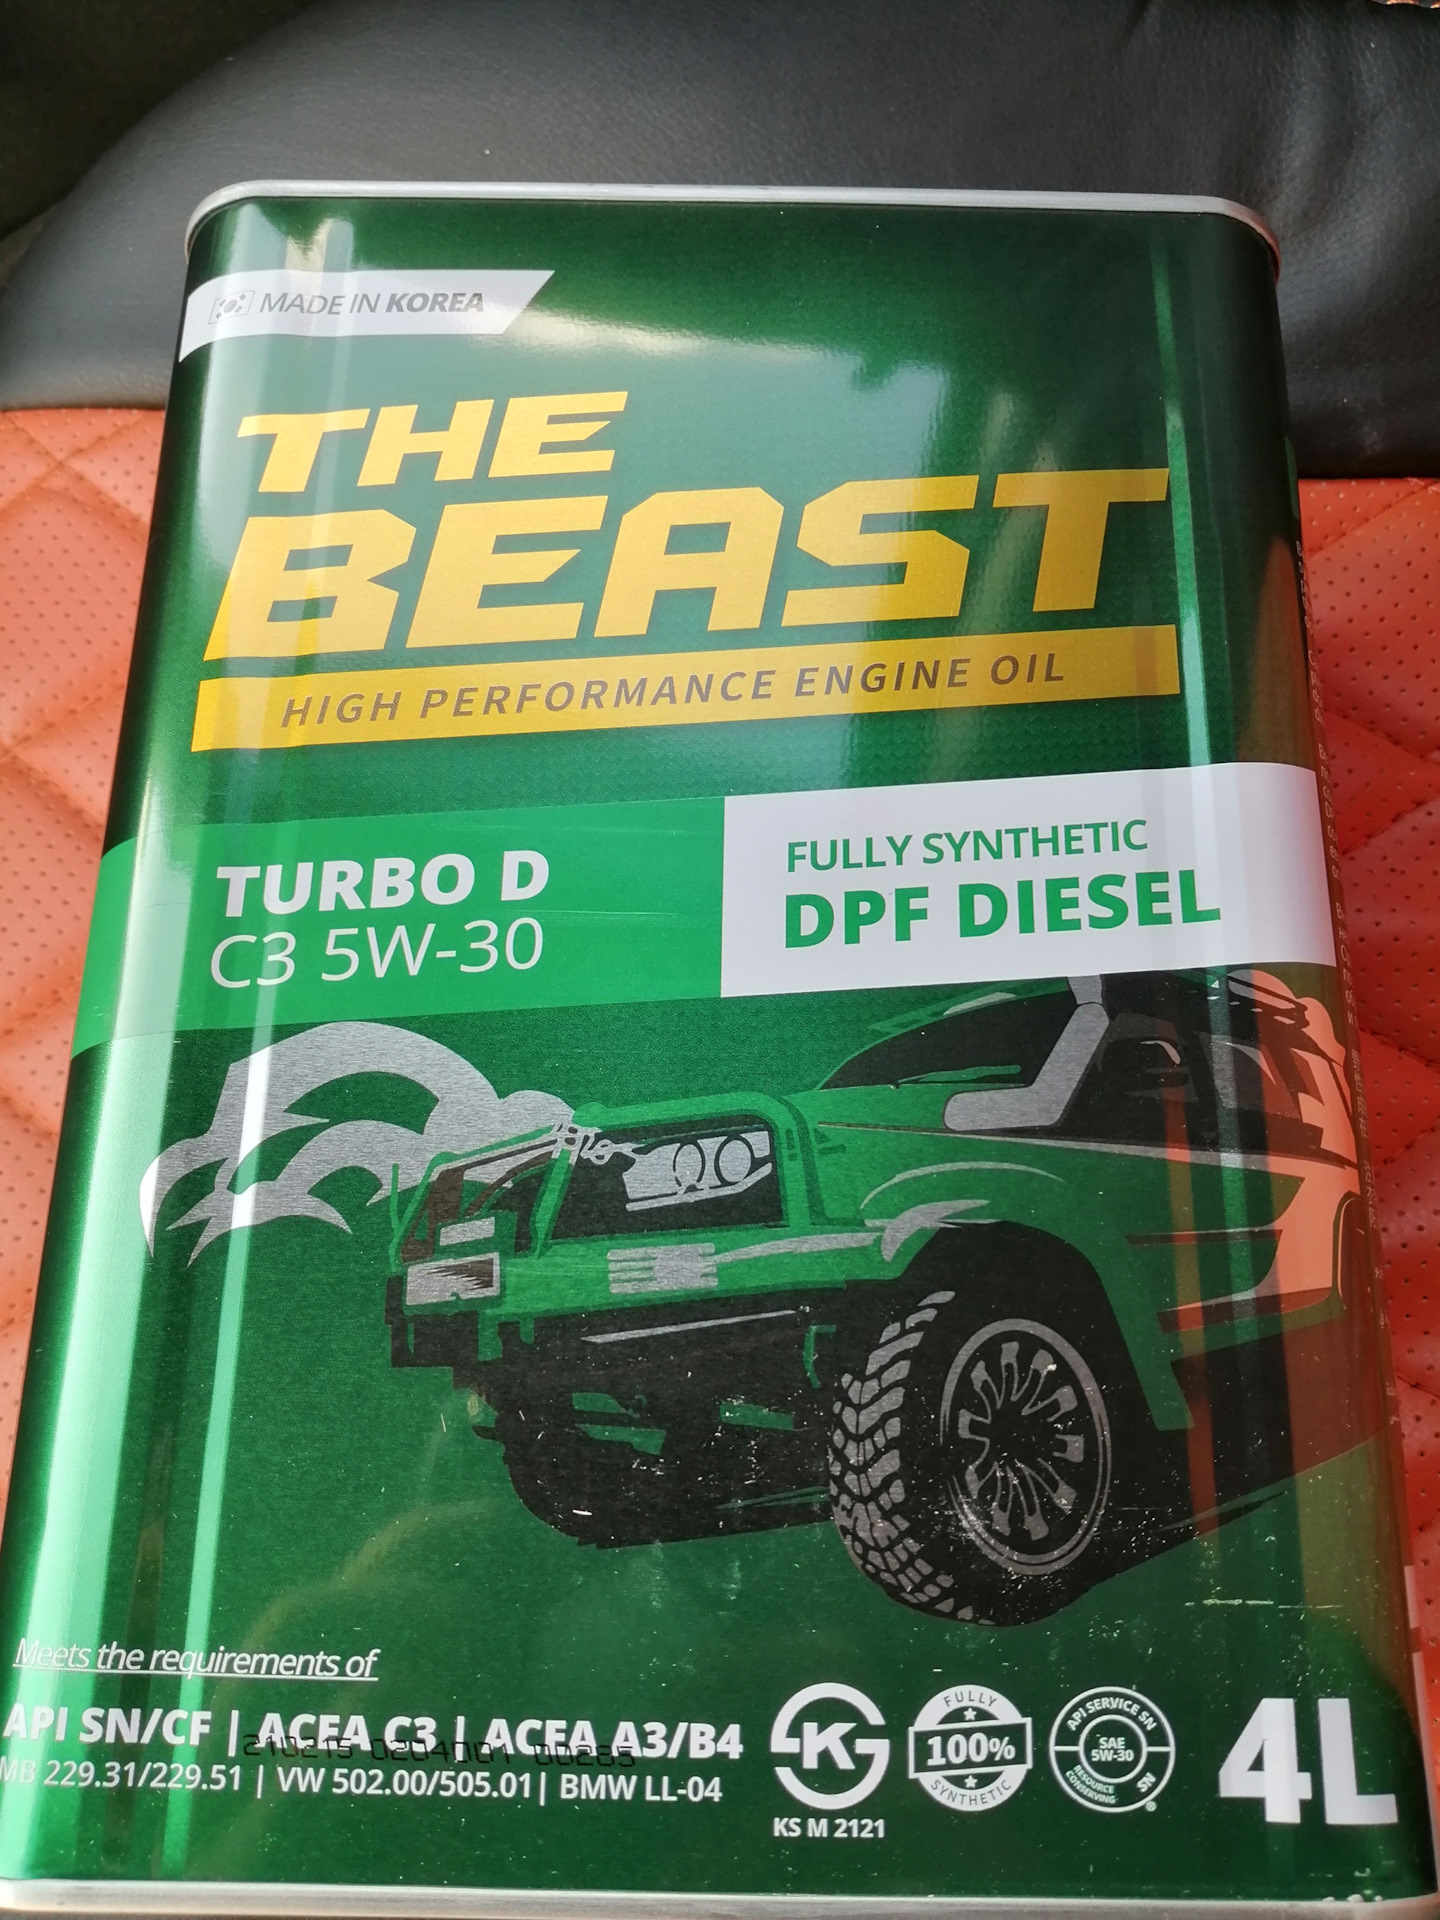 MADE IN KOREA
THE
BEAST
HIGH PERFORMANCE ENGINE OIL
TURBO D
C3 5W-30
FULLY SYNTHETIC
DPF DIESEL
Meets the requirements of
API SN/CF | ACEA C3 | ACEA A3/B4
MB 229.31/229.51 | VW 502.00/505.01 | BMW LL-04
K
KS M 2121
FULLY
100%
SYNTHETIC
API SERVICE SN
SAE
5W-30
RESOURCE
CONSERVING
SN
4L